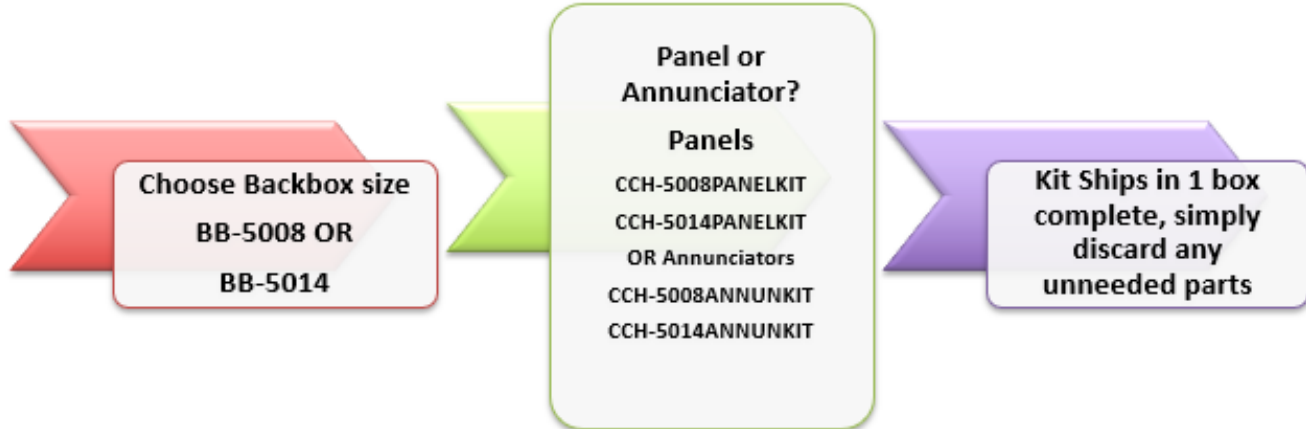 Choose Backbox size
BB-5008 OR
BB-5014
Panel or
Annunciator?
Panels
CCH-5008PANELKIT
CCH-5014PANELKIT
OR Annunciators
CCH-5008ANNUNKIT
CCH-5014ANNUNKIT
Kit Ships in 1 box
complete, simply
discard any
unneeded parts